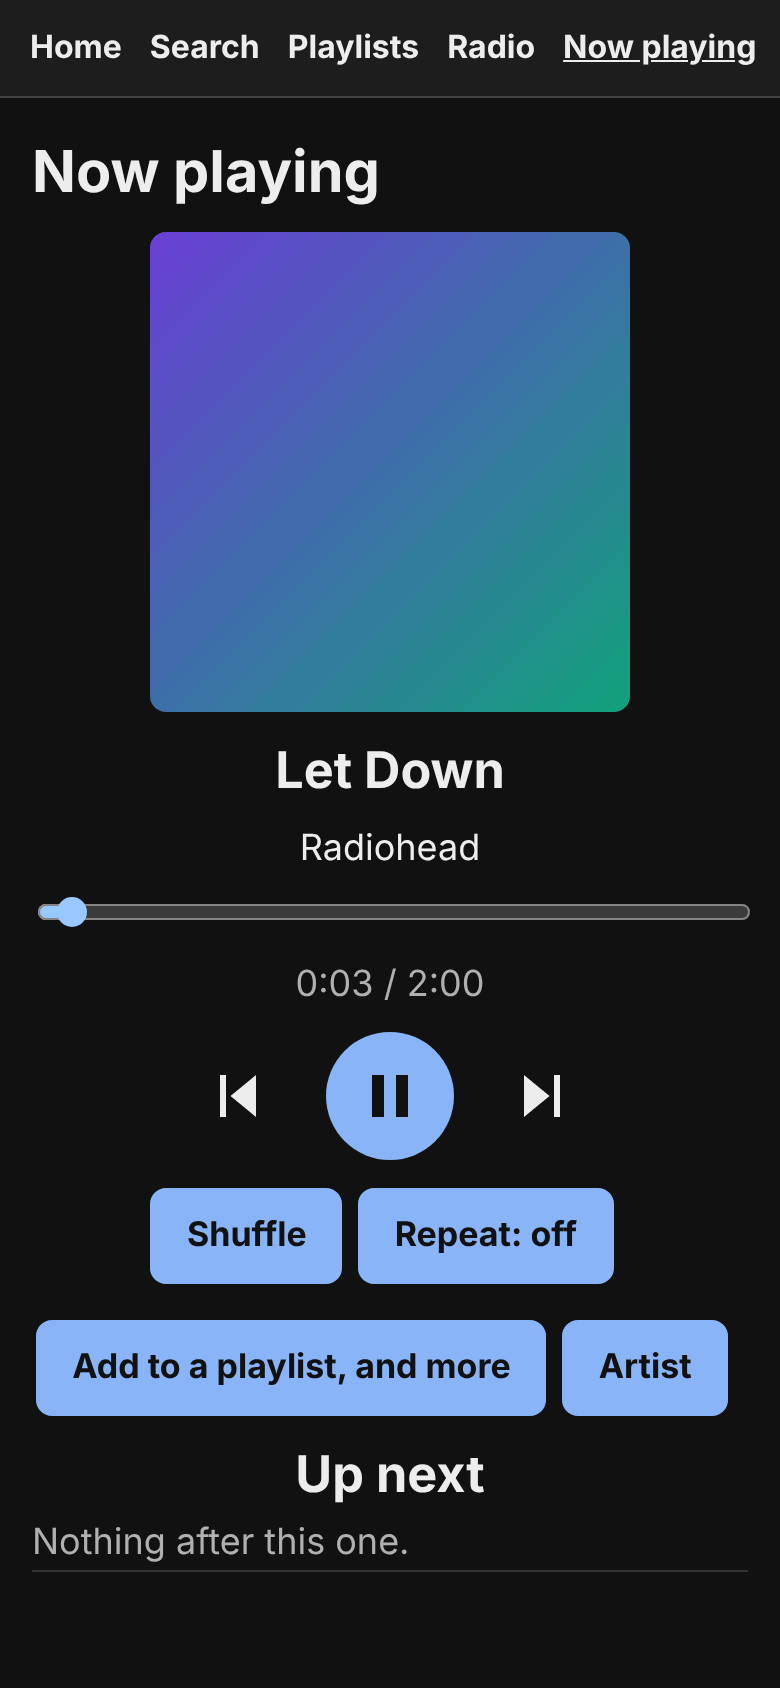 Home Search Playlists Radio Now playing
Now playing
Let Down
Radiohead
0:03 / 2:00
Shuffle Repeat: off
Add to a playlist, and more Artist
Up next
Nothing after this one.